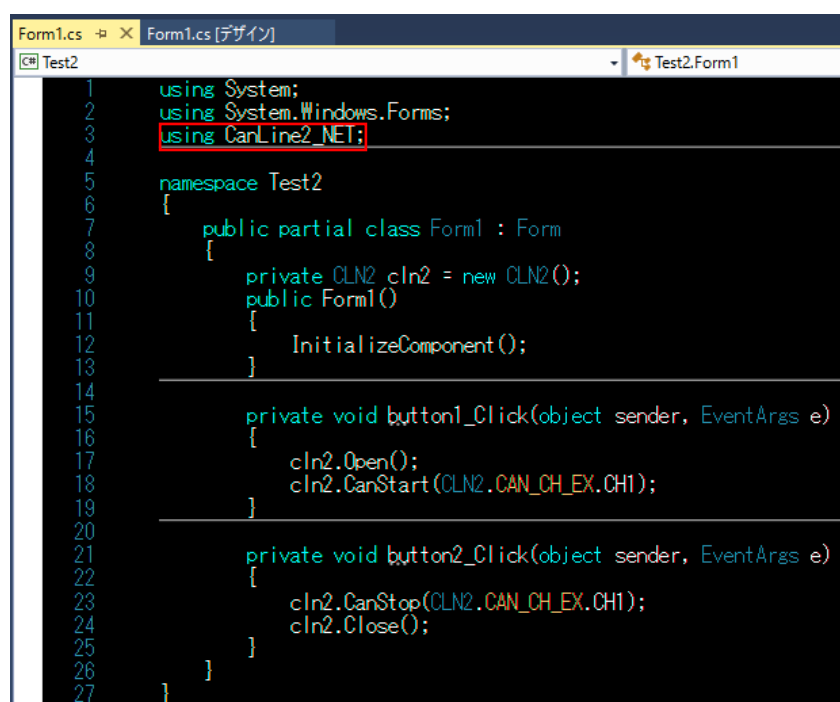 Form1.cs Form1.cs [デザイン]
C# Test2 Test2.Form1
1 using System;
2 using System.Windows.Forms;
3 using CanLine2_NET;
4
5 namespace Test2
6 {
7 public partial class Form1 : Form
8 {
9 private CLN2 cln2 = new CLN2();
10 public Form1()
11 {
12 InitializeComponent();
13 }
14
15 private void button1_Click(object sender, EventArgs e)
16 {
17 cln2.Open();
18 cln2.CanStart(CLN2.CAN_CH_EX.CH1);
19 }
20
21 private void button2_Click(object sender, EventArgs e)
22 {
23 cln2.CanStop(CLN2.CAN_CH_EX.CH1);
24 cln2.Close();
25 }
26 }
27 }